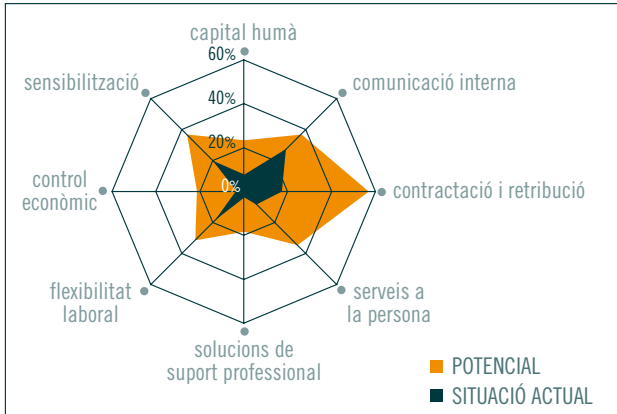 capital humà
60%
sensibilització
comunicació interna
40%
20%
control
econòmic
0%
contractació i retribució
flexibilitat
laboral
serveis a
la persona
solucions de
suport professional
POTENCIAL
SITUACIÓ ACTUAL